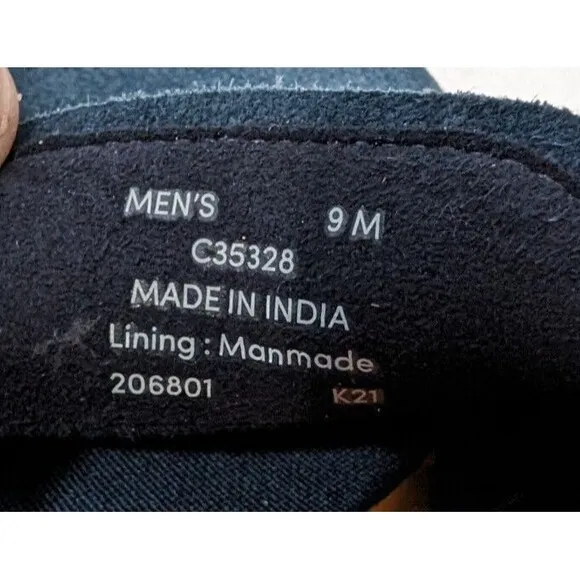 MEN'S 9 M
C35328
MADE IN INDIA
Lining : Manmade
206801 K21